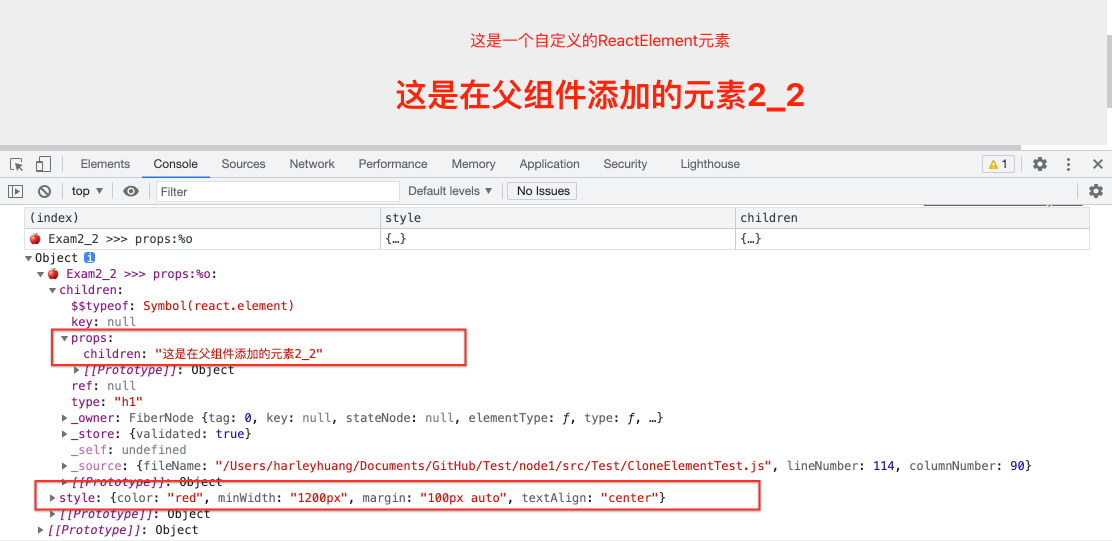 这是一个自定义的ReactElement元素
这是在父组件添加的元素2_2
Elements Console Sources Network Performance Memory Application Security Lighthouse 1
top Filter Default levels No Issues
(index) style children
🍎 Exam2_2 >>> props:%o {…} {…}
Object i
🍎 Exam2_2 >>> props:%o:
children:
$$typeof: Symbol(react.element)
key: null
props:
children: "这是在父组件添加的元素2_2"
[[Prototype]]: Object
ref: null
type: "h1"
_owner: FiberNode {tag: 0, key: null, stateNode: null, elementType: ƒ, type: ƒ, …}
_store: {validated: true}
_self: undefined
_source: {fileName: "/Users/harleyhuang/Documents/GitHub/Test/node1/src/Test/CloneElementTest.js", lineNumber: 114, columnNumber: 90}
[[Prototype]]: Object
style: {color: "red", minWidth: "1200px", margin: "100px auto", textAlign: "center"}
[[Prototype]]: Object
[[Prototype]]: Object